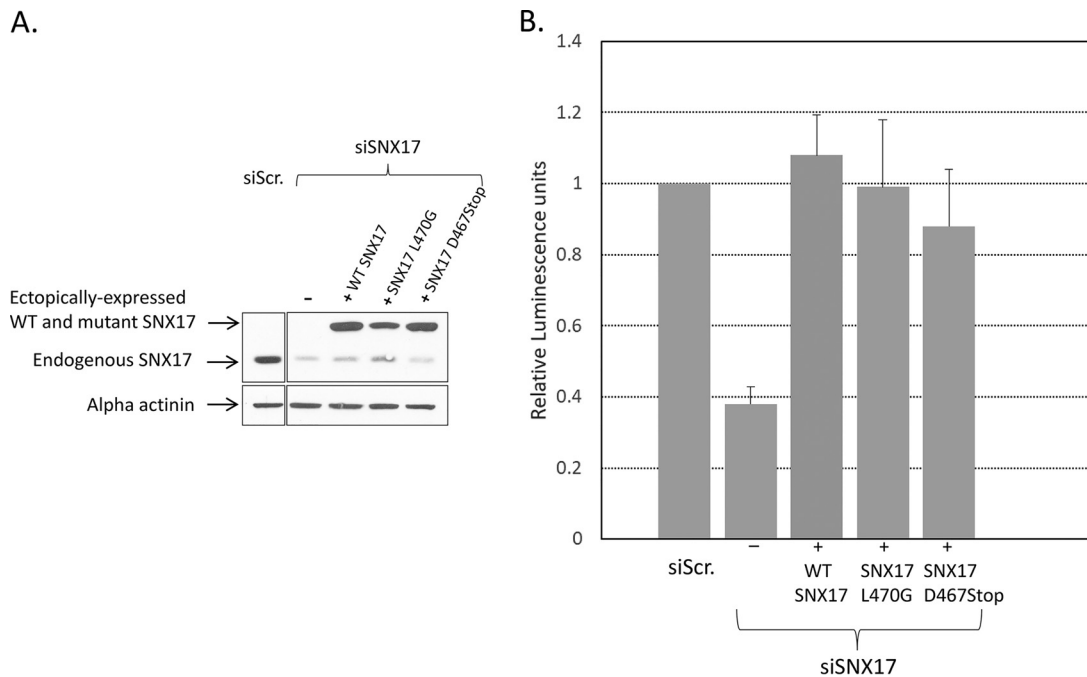 A.
siSNX17
siScr.
–
+ WT SNX17
+ SNX17 L470G
+ SNX17 D467Stop
Ectopically-expressed
WT and mutant SNX17
Endogenous SNX17
Alpha actinin
B.
Relative Luminescence units
1.4
1.2
1
0.8
0.6
0.4
0.2
0
siScr.
– + + +
WT SNX17 SNX17
SNX17 L470G D467Stop
siSNX17